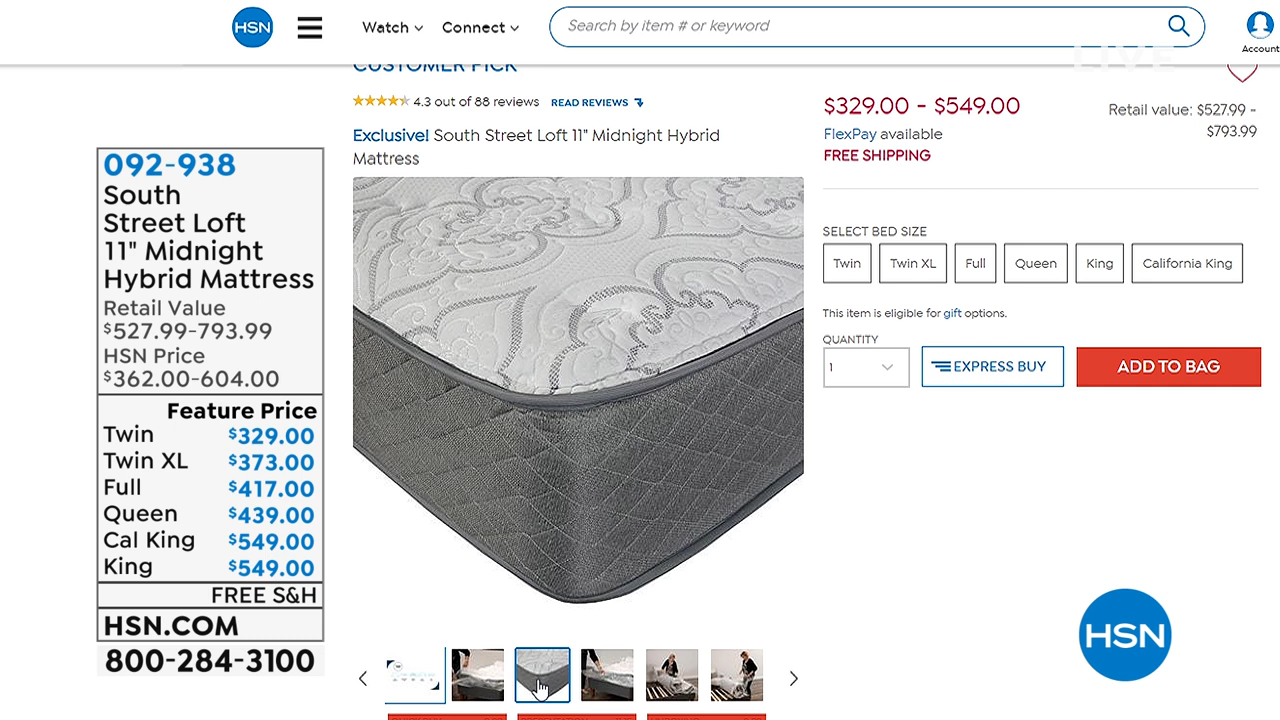 HSN
Watch
Connect
Search by item # or keyword
Account
LIVE
CUSTOMER PICK
4.3 out of 88 reviews READ REVIEWS
Exclusive! South Street Loft 11" Midnight Hybrid
Mattress
$329.00 - $549.00
Retail value: $527.99 -
$793.99
FlexPay available
FREE SHIPPING
SELECT BED SIZE
Twin
Twin XL
Full
Queen
King
California King
This item is eligible for gift options.
QUANTITY
1
EXPRESS BUY
ADD TO BAG
092-938
South
Street Loft
11" Midnight
Hybrid Mattress
Retail Value
$527.99-793.99
HSN Price
$362.00-604.00
Feature Price
Twin $329.00
Twin XL $373.00
Full $417.00
Queen $439.00
Cal King $549.00
King $549.00
FREE S&H
HSN.COM
800-284-3100
HSN